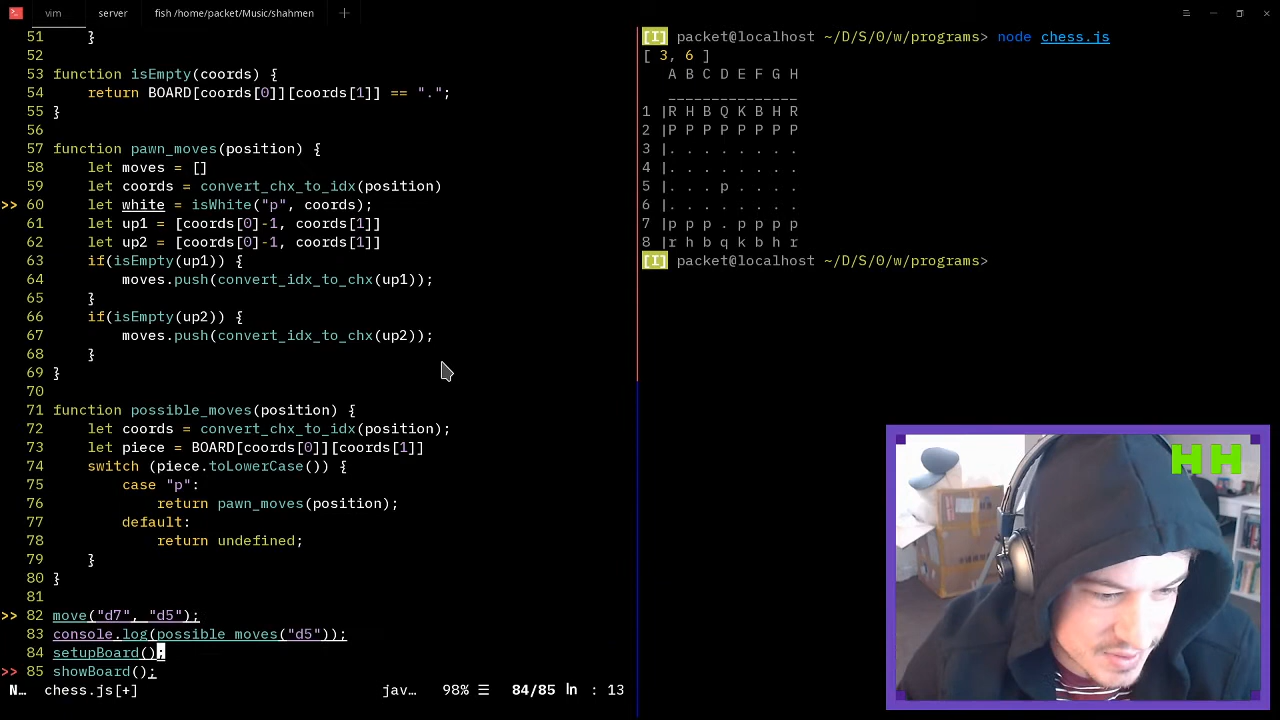 vim
server
fish /home/packet/Music/shahmen
51 }
52
53 function isEmpty(coords) {
54 return BOARD[coords[0]][coords[1]] == ".";
55 }
56
57 function pawn_moves(position) {
58 let moves = []
59 let coords = convert_chx_to_idx(position)
>> 60 let white = isWhite("p", coords);
61 let up1 = [coords[0]-1, coords[1]]
62 let up2 = [coords[0]-1, coords[1]]
63 if(isEmpty(up1)) {
64 moves.push(convert_idx_to_chx(up1));
65 }
66 if(isEmpty(up2)) {
67 moves.push(convert_idx_to_chx(up2));
68 }
69 }
70
71 function possible_moves(position) {
72 let coords = convert_chx_to_idx(position);
73 let piece = BOARD[coords[0]][coords[1]]
74 switch (piece.toLowerCase()) {
75 case "p":
76 return pawn_moves(position);
77 default:
78 return undefined;
79 }
80 }
81
>> 82 move("d7", "d5");
83 console.log(possible_moves("d5"));
84 setupBoard();
>> 85 showBoard();
N… chess.js[+] jav… 98% ☰ 84/85 ln : 13
[I] packet@localhost ~/D/S/0/w/programs> node chess.js
[ 3, 6 ]
A B C D E F G H
_______________
1 |R H B Q K B H R
2 |P P P P P P P P
3 |. . . . . . . .
4 |. . . . . . . .
5 |. . . p . . . .
6 |. . . . . . . .
7 |p p p . p p p p
8 |r h b q k b h r
[I] packet@localhost ~/D/S/0/w/programs>
HH